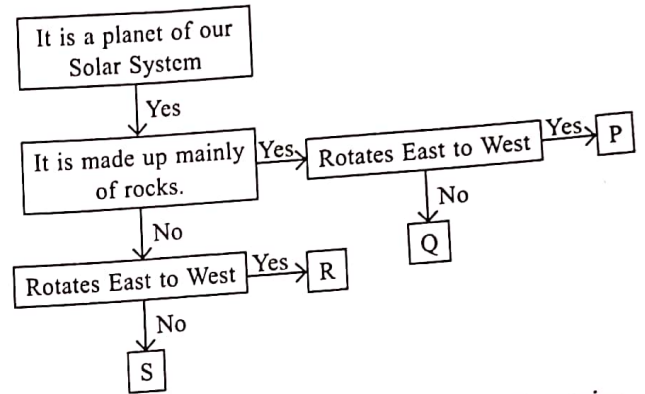 It is a planet of our
Solar System
Yes
It is made up mainly
of rocks.
Yes
Rotates East to West
Yes
P
No
Q
No
Rotates East to West
Yes
R
No
S